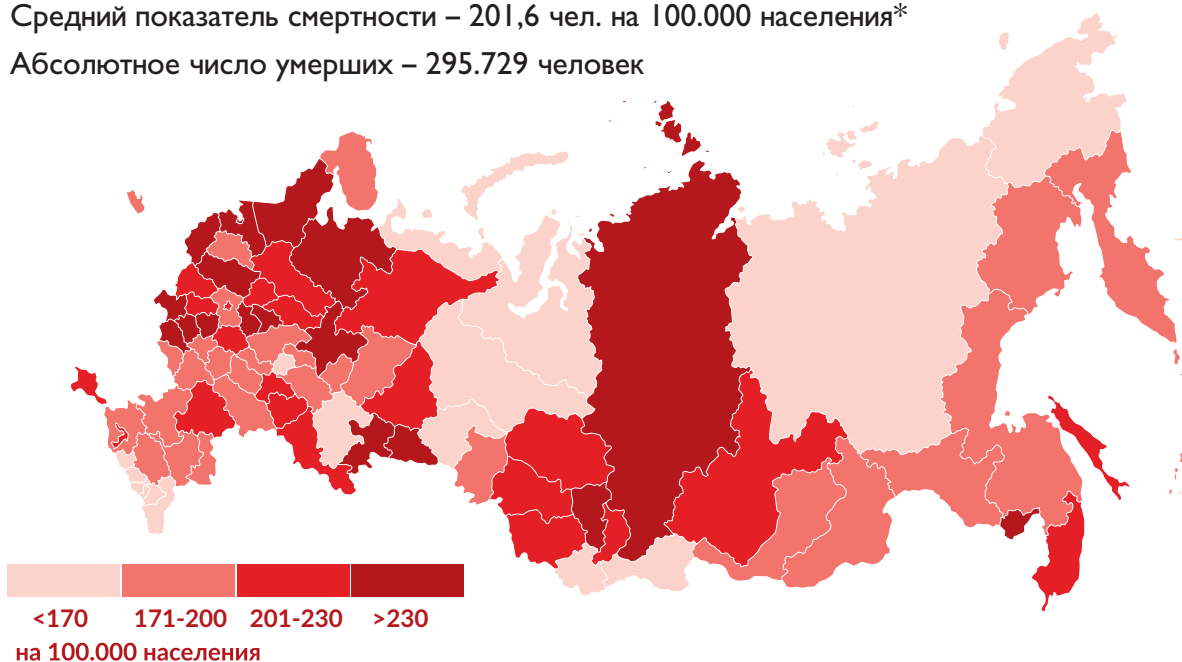 Средний показатель смертности – 201,6 чел. на 100.000 населения*
Абсолютное число умерших – 295.729 человек
<170 171-200 201-230 >230
на 100.000 населения